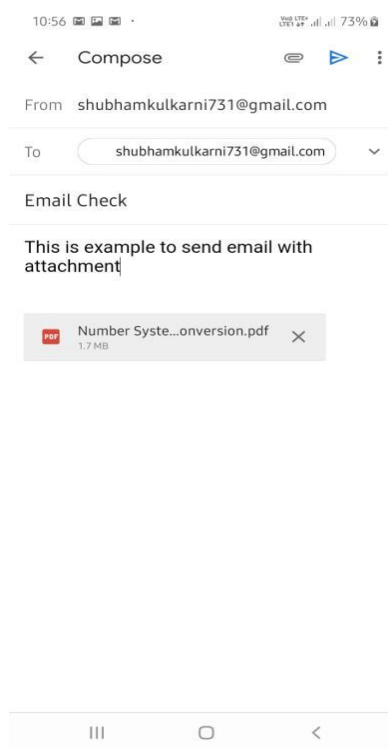 10:56 73%
Compose
From shubhamkulkarni731@gmail.com
To shubhamkulkarni731@gmail.com
Email Check
This is example to send email with
attachment
PDF Number Syste...onversion.pdf
1.7 MB